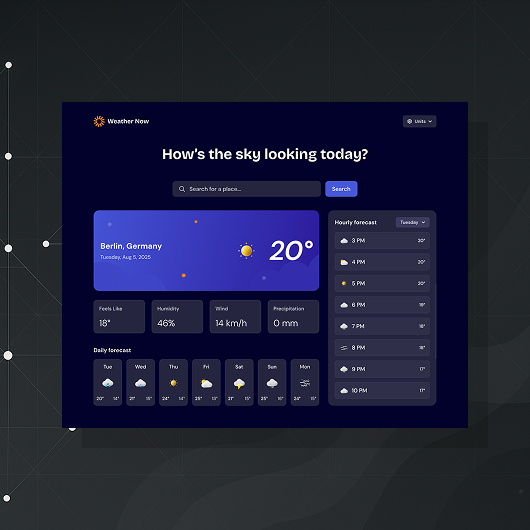 Weather Now
Units
How's the sky looking today?
Search for a place...
Search
Berlin, Germany
Tuesday, Aug 5, 2025
20°
Feels Like
18°
Humidity
46%
Wind
14 km/h
Precipitation
0 mm
Daily forecast
Tue
20° 14°
Wed
21° 15°
Thu
24° 14°
Fri
25° 13°
Sat
21° 15°
Sun
25° 16°
Mon
24° 15°
Hourly forecast
Tuesday
3 PM 20°
4 PM 20°
5 PM 20°
6 PM 19°
7 PM 18°
8 PM 18°
9 PM 17°
10 PM 17°